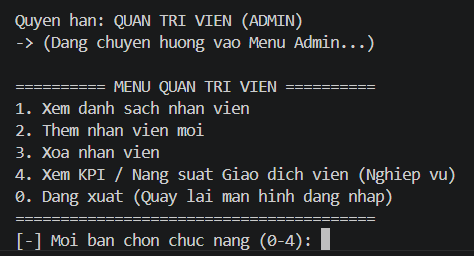 Quyen han: QUAN TRI VIEN (ADMIN)
-> (Dang chuyen huong vao Menu Admin...)
========== MENU QUAN TRI VIEN ==========
1. Xem danh sach nhan vien
2. Them nhan vien moi
3. Xoa nhan vien
4. Xem KPI / Nang suat Giao dich vien (Nghiep vu)
0. Dang xuat (Quay lai man hinh dang nhap)
========================================
[-] Moi ban chon chuc nang (0-4):